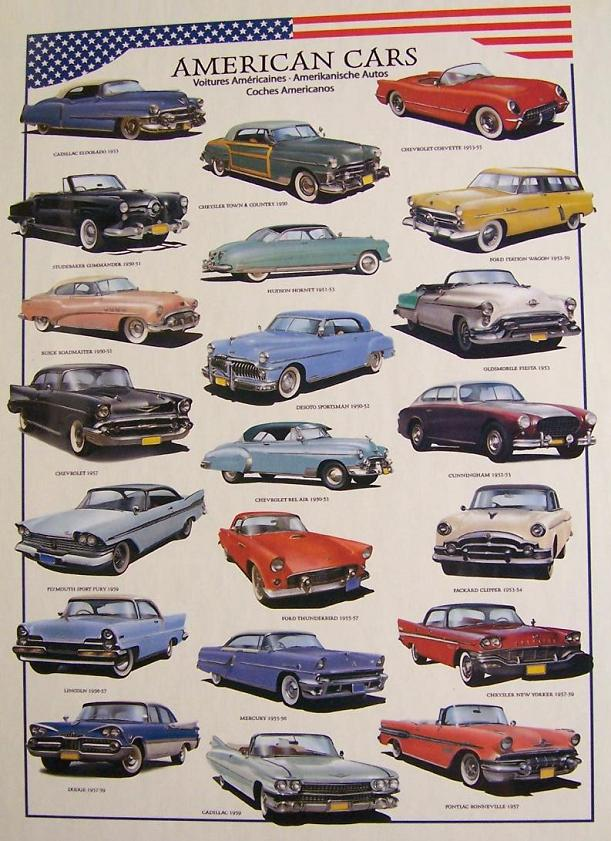 AMERICAN CARS
Voitures Américaines · Amerikanische Autos
Coches Americanos
CADILLAC ELDORADO 1953
CHRYSLER TOWN & COUNTRY 1950
CHEVROLET CORVETTE 1953-55
STUDEBAKER COMMANDER 1950-51
HUDSON HORNET 1951-53
FORD STATION WAGON 1952-59
BUICK ROADMASTER 1950-51
DESOTO SPORTSMAN 1950-52
OLDSMOBILE FIESTA 1953
CHEVROLET 1957
CHEVROLET BEL AIR 1950-52
CUNNINGHAM 1952-53
PLYMOUTH SPORT FURY 1959
FORD THUNDERBIRD 1955-57
PACKARD CLIPPER 1953-54
LINCOLN 1956-57
MERCURY 1955-56
CHRYSLER NEW YORKER 1957-59
DODGE 1957-59
CADILLAC 1959
PONTIAC BONNEVILLE 1957